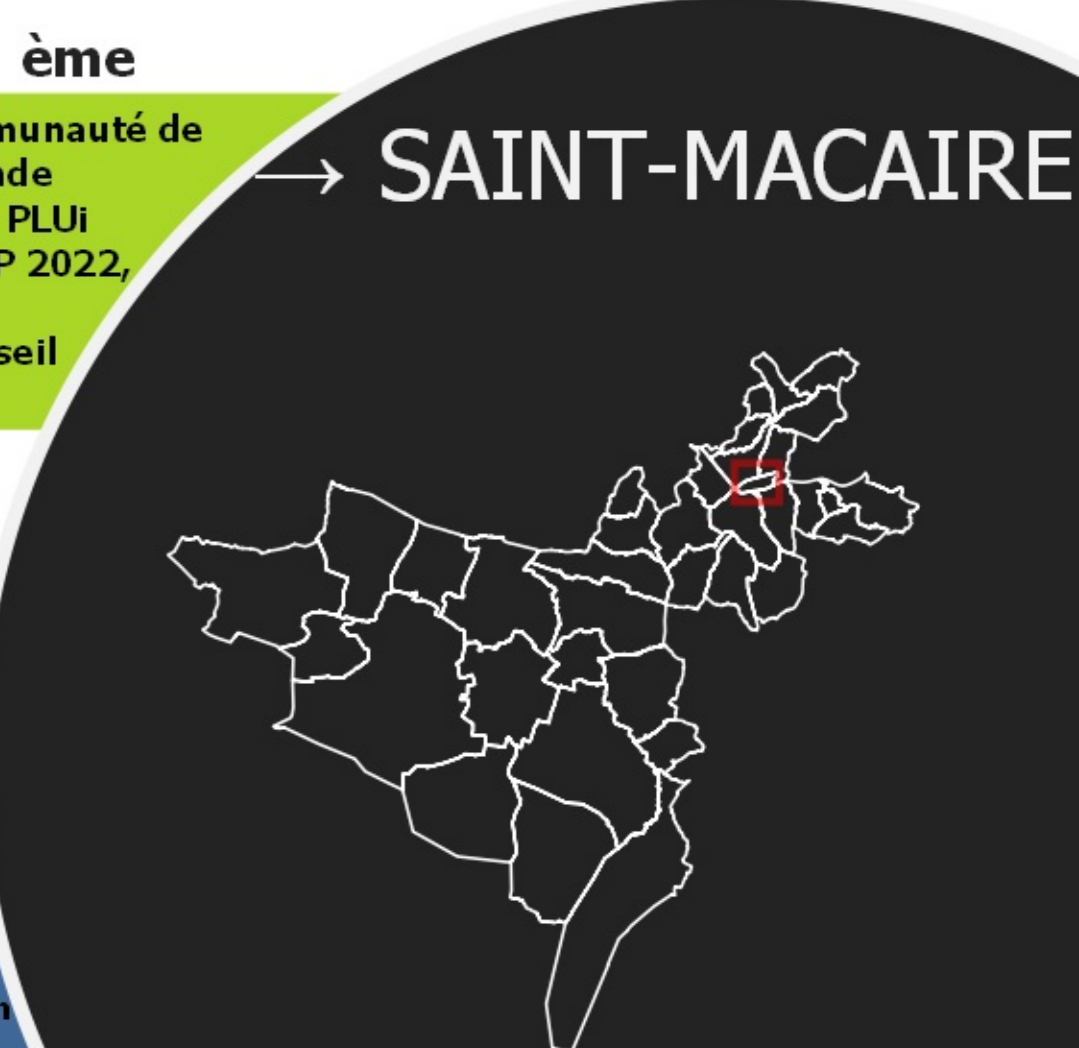 ème
→ SAINT-MACAIRE
munauté de
nde
PLUi
P 2022,
seil
n